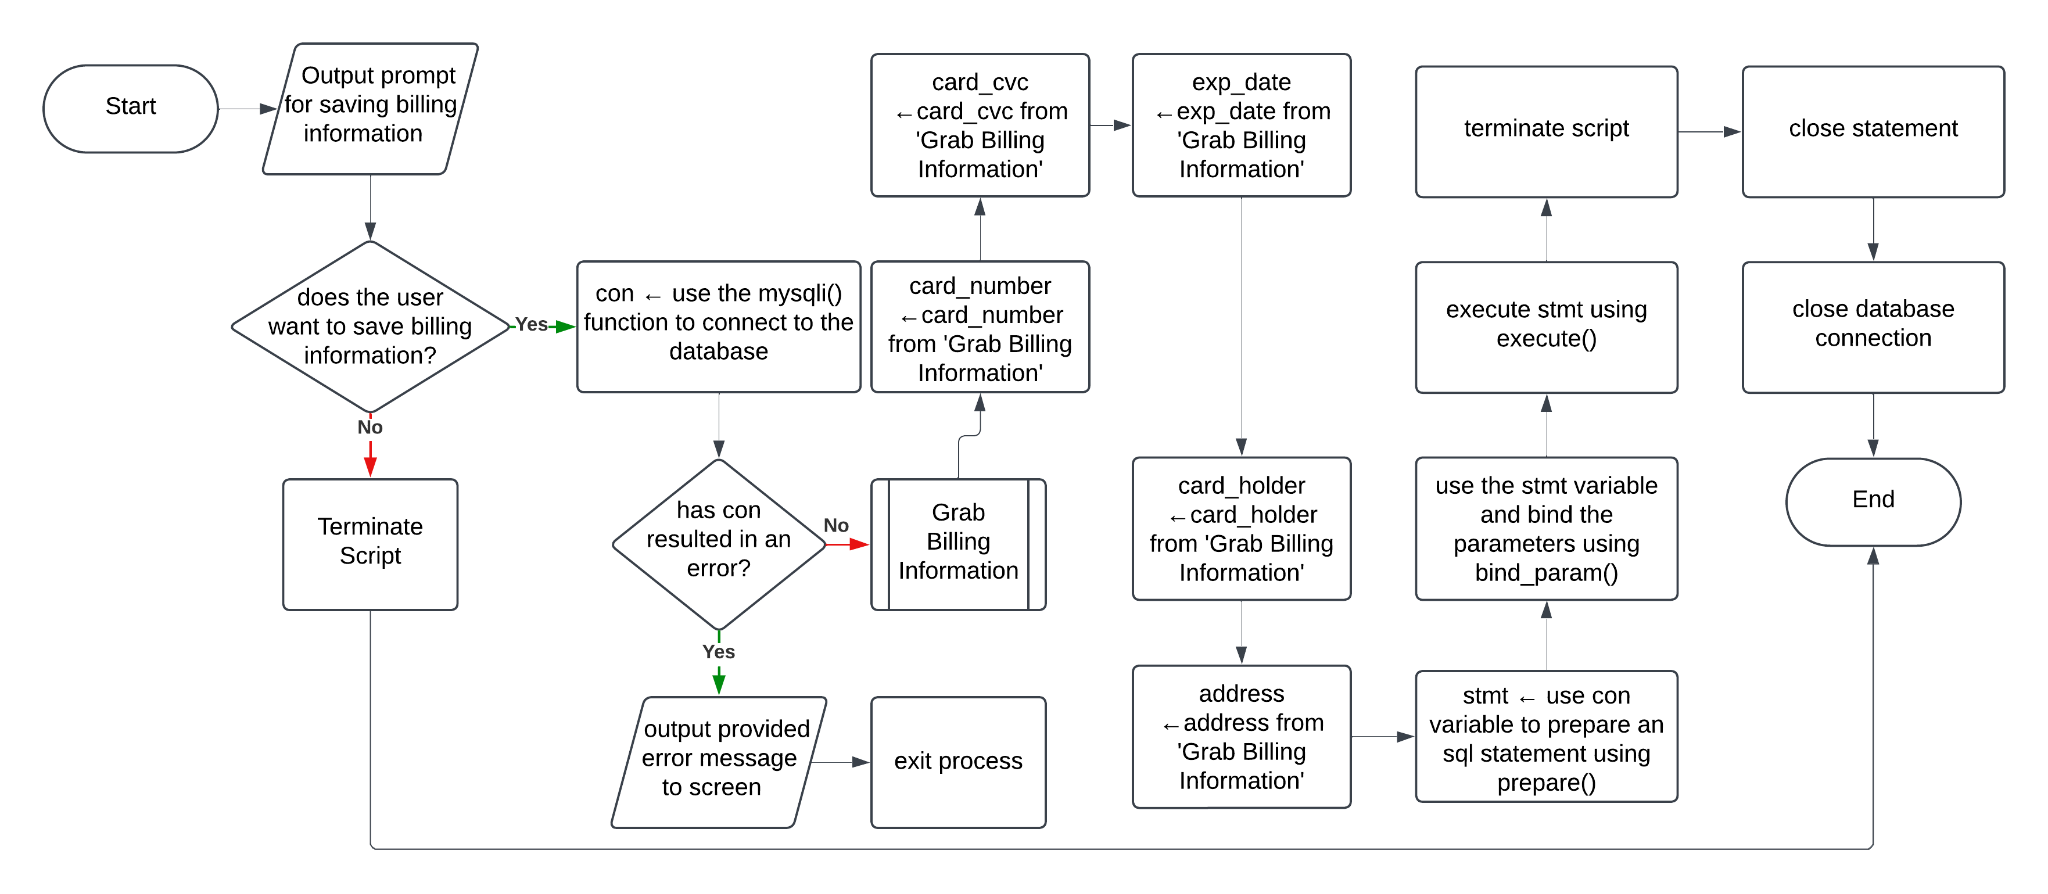 Start
Output prompt
for saving billing
information
does the user
want to save billing
information?
Yes
No
Terminate
Script
con ← use the mysqli()
function to connect to the
database
has con
resulted in an
error?
No
Yes
output provided
error message
to screen
exit process
Grab
Billing
Information
card_number
←card_number
from 'Grab Billing
Information'
card_cvc
←card_cvc from
'Grab Billing
Information'
exp_date
←exp_date from
'Grab Billing
Information'
card_holder
←card_holder
from 'Grab Billing
Information'
address
←address from
'Grab Billing
Information'
stmt ← use con
variable to prepare an
sql statement using
prepare()
use the stmt variable
and bind the
parameters using
bind_param()
execute stmt using
execute()
terminate script
close statement
close database
connection
End